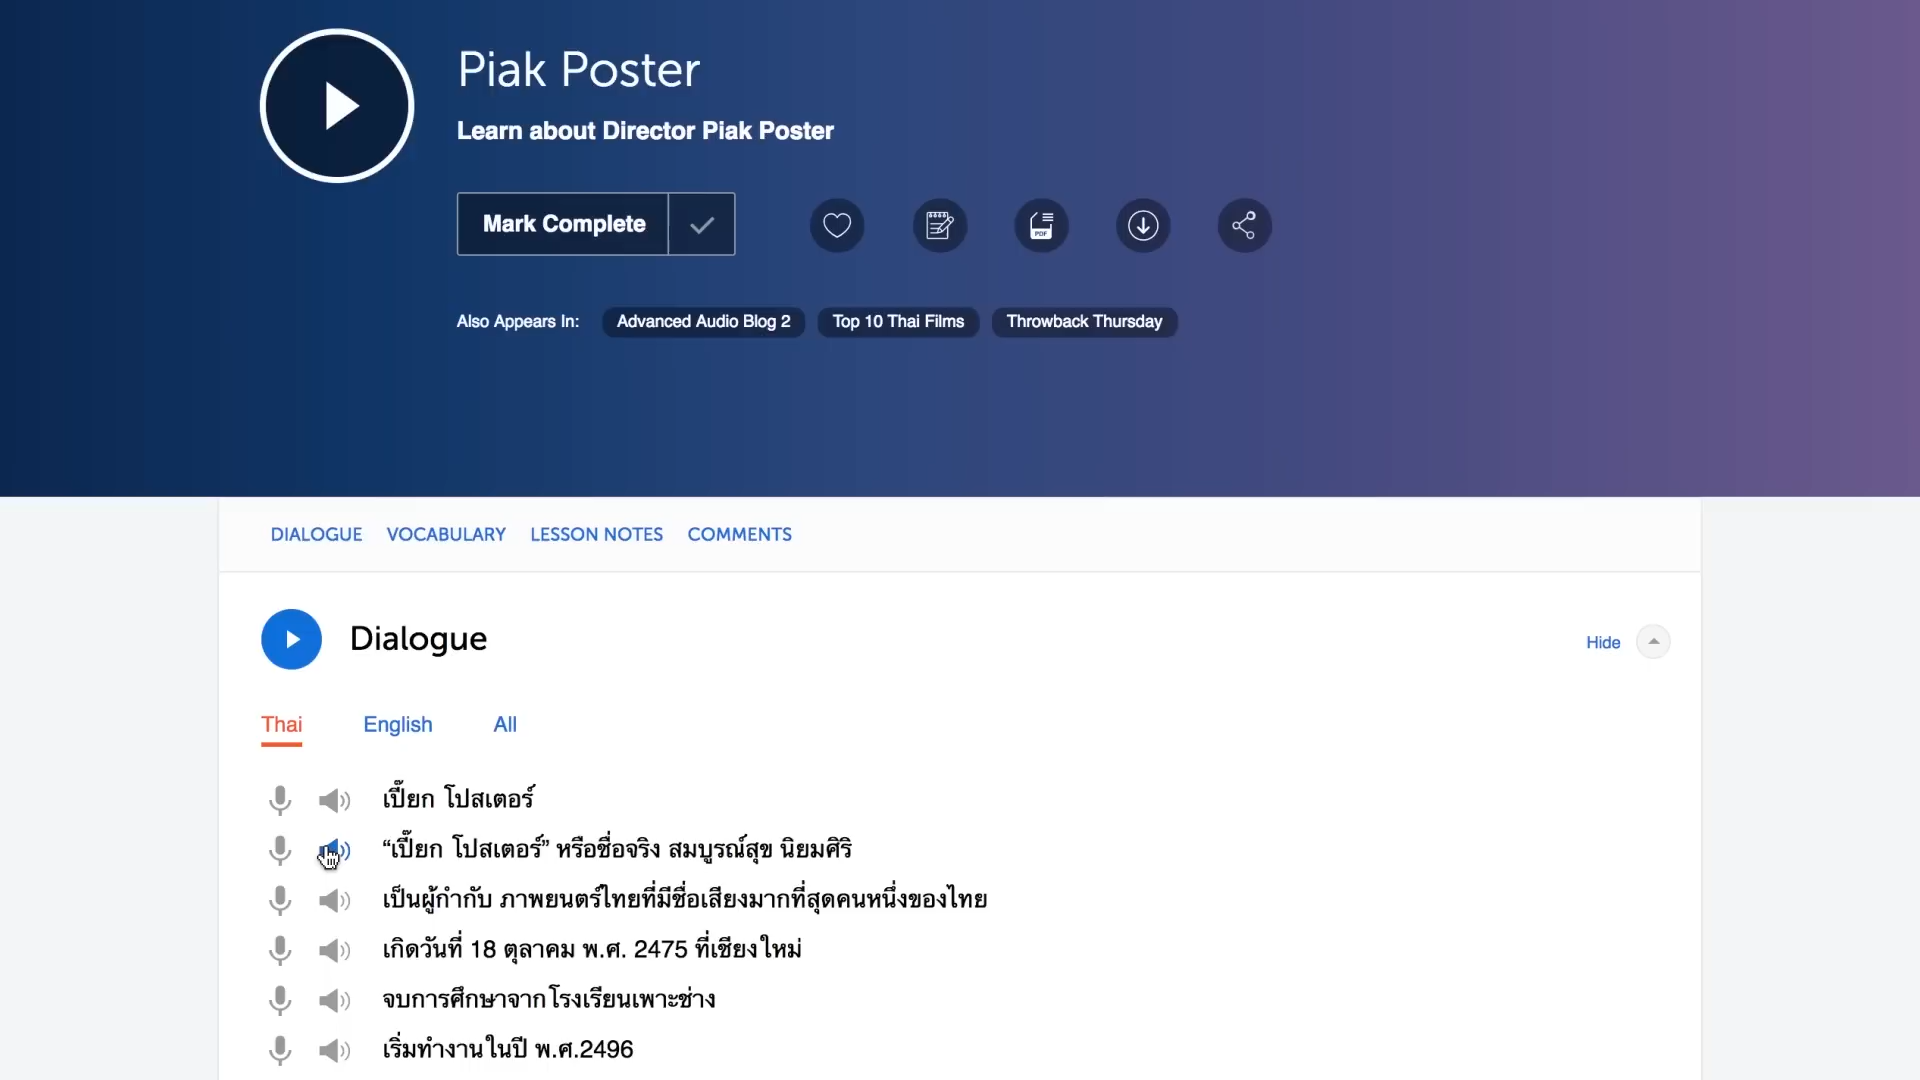 Piak Poster
Learn about Director Piak Poster
Mark Complete
PDF
Also Appears In: Advanced Audio Blog 2 Top 10 Thai Films Throwback Thursday
DIALOGUE VOCABULARY LESSON NOTES COMMENTS
Dialogue
Hide
Thai English All
เปี๊ยก โปสเตอร์
“เปี๊ยก โปสเตอร์” หรือชื่อจริง สมบูรณ์สุข นิยมศิริ
เป็นผู้กำกับ ภาพยนตร์ไทยที่มีชื่อเสียงมากที่สุดคนหนึ่งของไทย
เกิดวันที่ 18 ตุลาคม พ.ศ. 2475 ที่เชียงใหม่
จบการศึกษาจากโรงเรียนเพาะช่าง
เริ่มทำงานในปี พ.ศ.2496